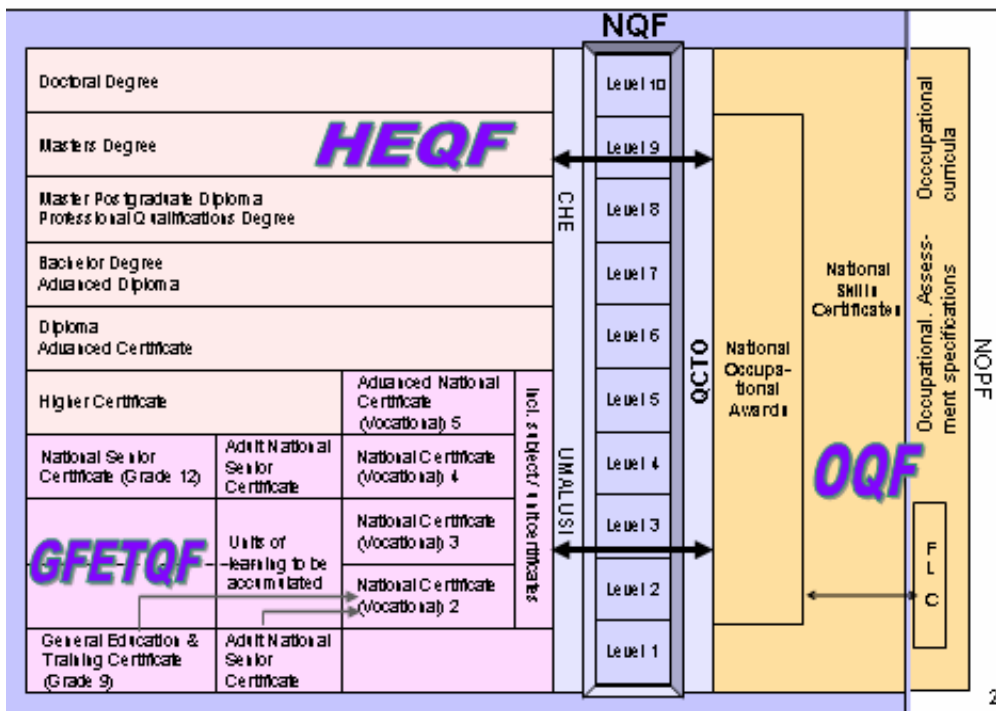 NQF
Doctoral Degree
HEQF
Masters Degree
Master Postgraduate Diploma
Professional Qualifications Degree
Bachelor Degree
Advanced Diploma
Diploma
Advanced Certificate
Higher Certificate
Advanced National
Certificate
(Vocational) 5
National Senior
Certificate (Grade 12)
Adult National
Senior
Certificate
National Certificate
(Vocational) 4
GFETQF
Units of
learning to be
accumulated
National Certificate
(Vocational) 3
National Certificate
(Vocational) 2
General Education &
Training Certificate
(Grade 9)
Adult National
Senior
Certificate
Incl. subject/unitcertificates
CHE
UMALUSI
Level 10
Level 9
Level 8
Level 7
Level 6
Level 5
Level 4
Level 3
Level 2
Level 1
QCTO
National
Occupa-
tional
Awards
National
Skills
Certificates
OQF
Occupational curricula
Occupational. Assess-
ment specifications
F
L
C
NOPF
2